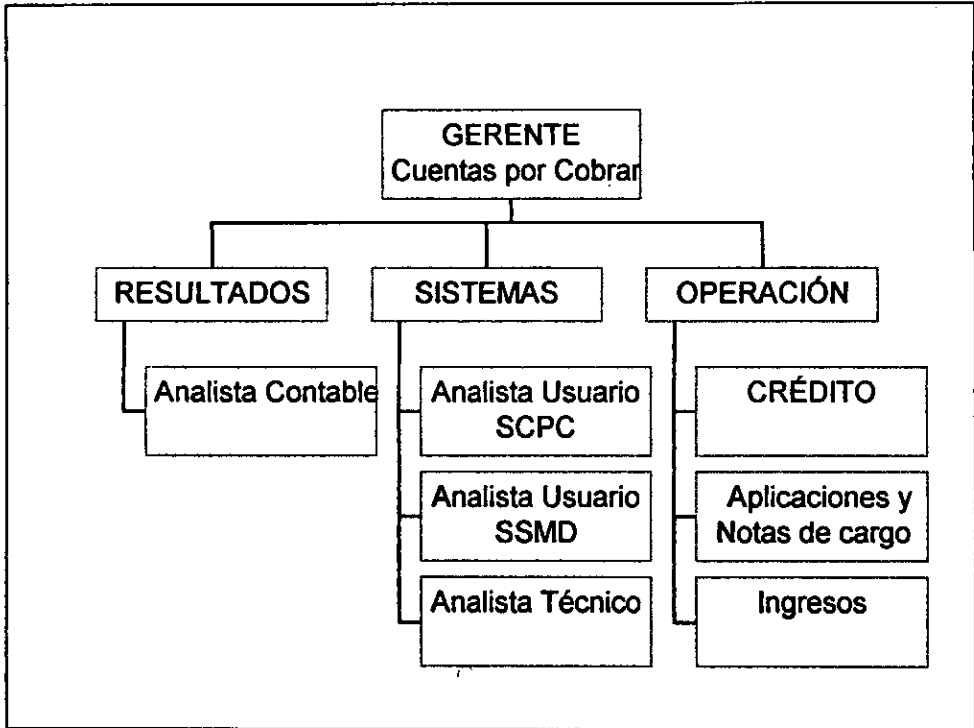 GERENTE
Cuentas por Cobrar
RESULTADOS
SISTEMAS
OPERACIÓN
Analista Contable
Analista Usuario
SCPC
Analista Usuario
SSMD
Analista Técnico
CRÉDITO
Aplicaciones y
Notas de cargo
Ingresos